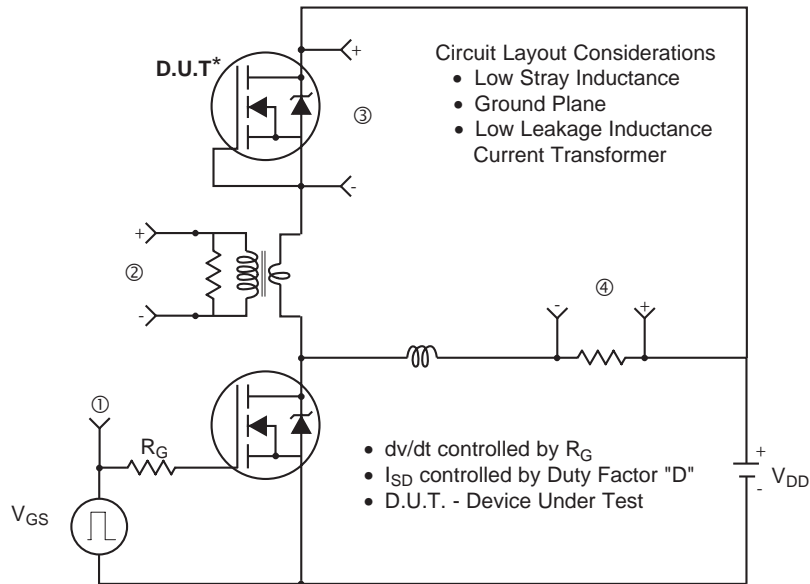 D.U.T*
+
③
-
Circuit Layout Considerations
• Low Stray Inductance
• Ground Plane
• Low Leakage Inductance
Current Transformer
+
②
-
④
- +
①
R_G
V_GS
• dv/dt controlled by R_G
• I_SD controlled by Duty Factor "D"
• D.U.T. - Device Under Test
+
V_DD
-